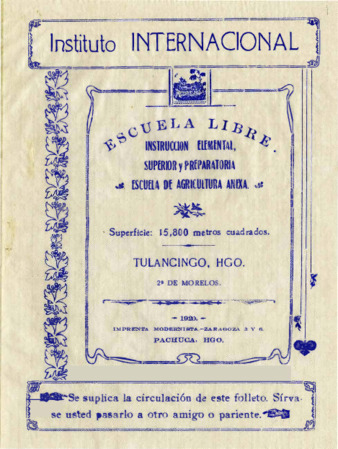 Instituto INTERNACIONAL
ESCUELA LIBRE.
INSTRUCCION ELEMENTAL,
SUPERIOR y PREPARATORIA
ESCUELA DE AGRICULTURA ANEXA.
Superficie: 15,800 metros cuadrados.
TULANCINGO, HGO.
2ª DE MORELOS.
- 1920. -
IMPRENTA MODERNISTA.-ZARAGOZA 3 Y 5.
PACHUCA. HGO.
Se suplica la circulación de este folleto. Sírva-
se usted pasarlo a otro amigo o pariente.